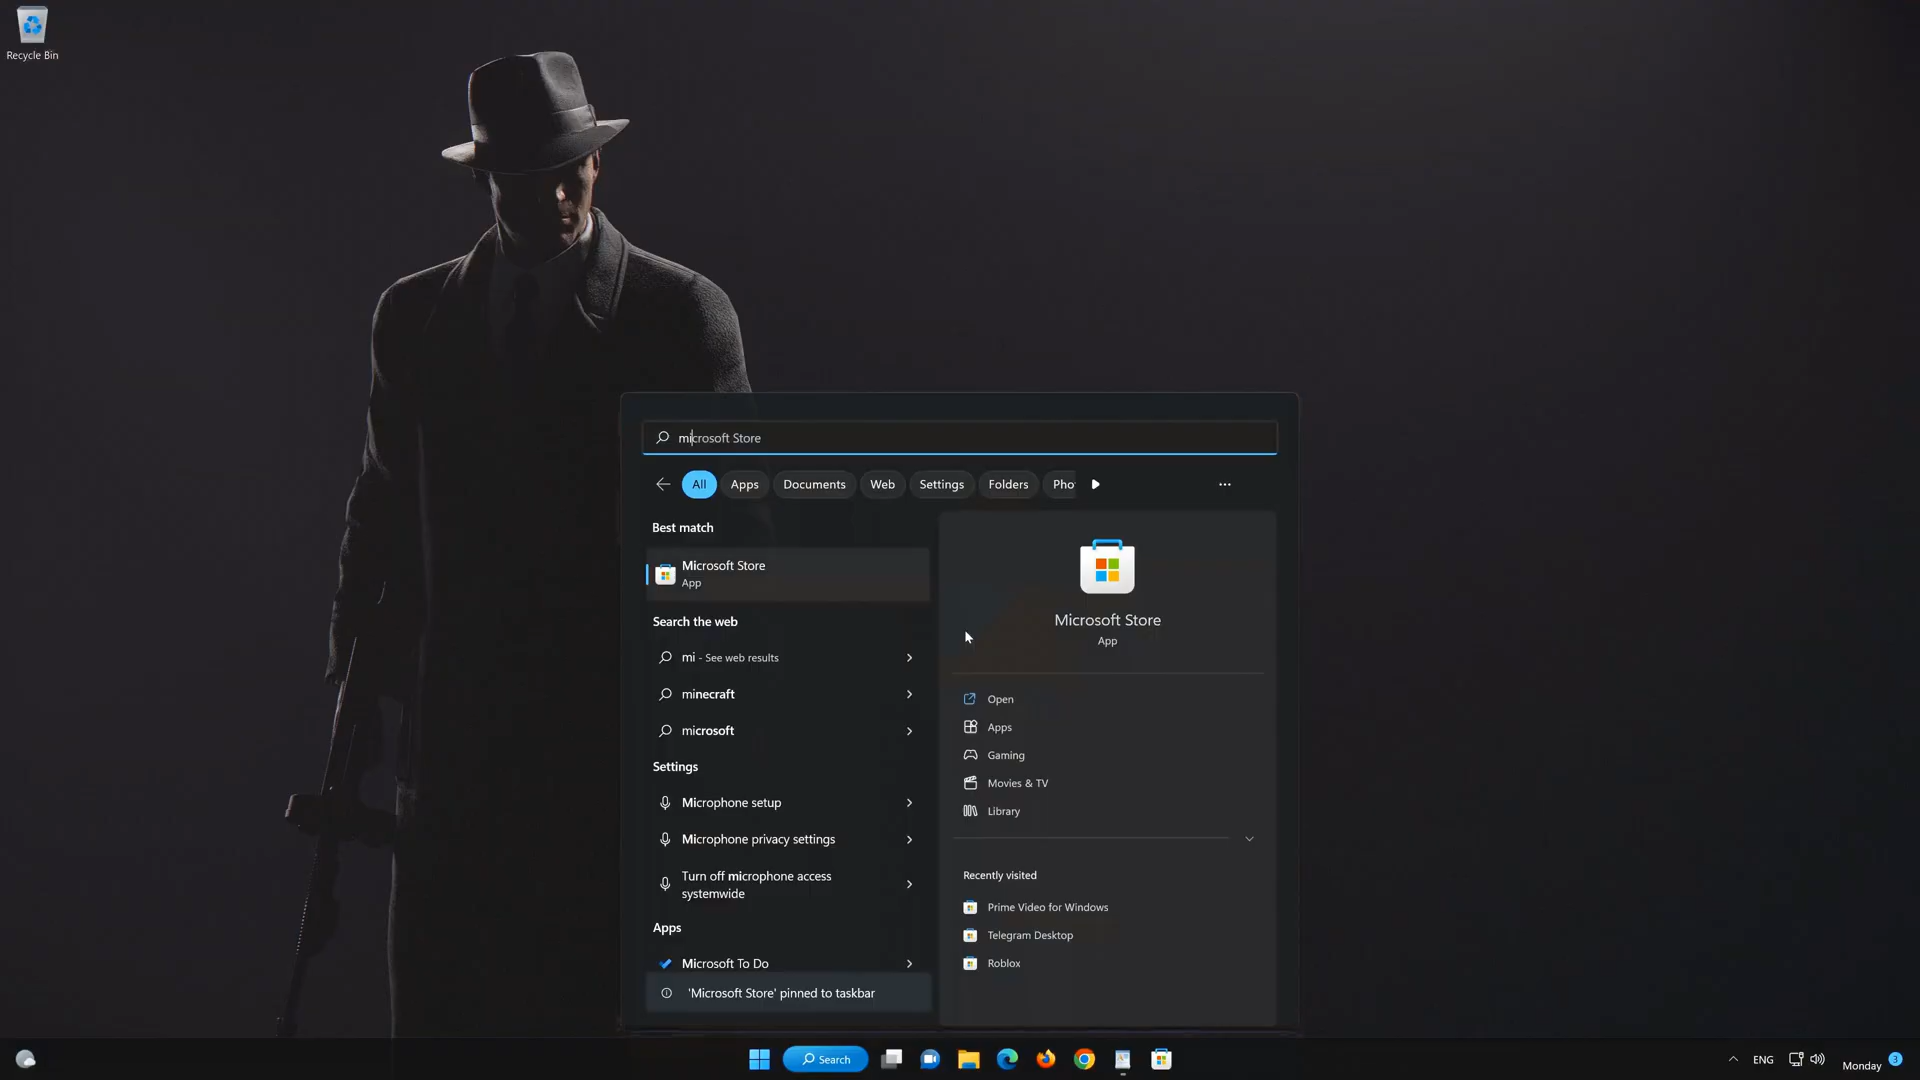 Recycle Bin
microsoft Store
All
Apps
Documents
Web
Settings
Folders
Pho
Best match
Microsoft Store
App
Search the web
mi - See web results
minecraft
microsoft
Settings
Microphone setup
Microphone privacy settings
Turn off microphone access
systemwide
Apps
Microsoft To Do
'Microsoft Store' pinned to taskbar
Microsoft Store
App
Open
Apps
Gaming
Movies & TV
Library
Recently visited
Prime Video for Windows
Telegram Desktop
Roblox
Search
ENG
Monday
3